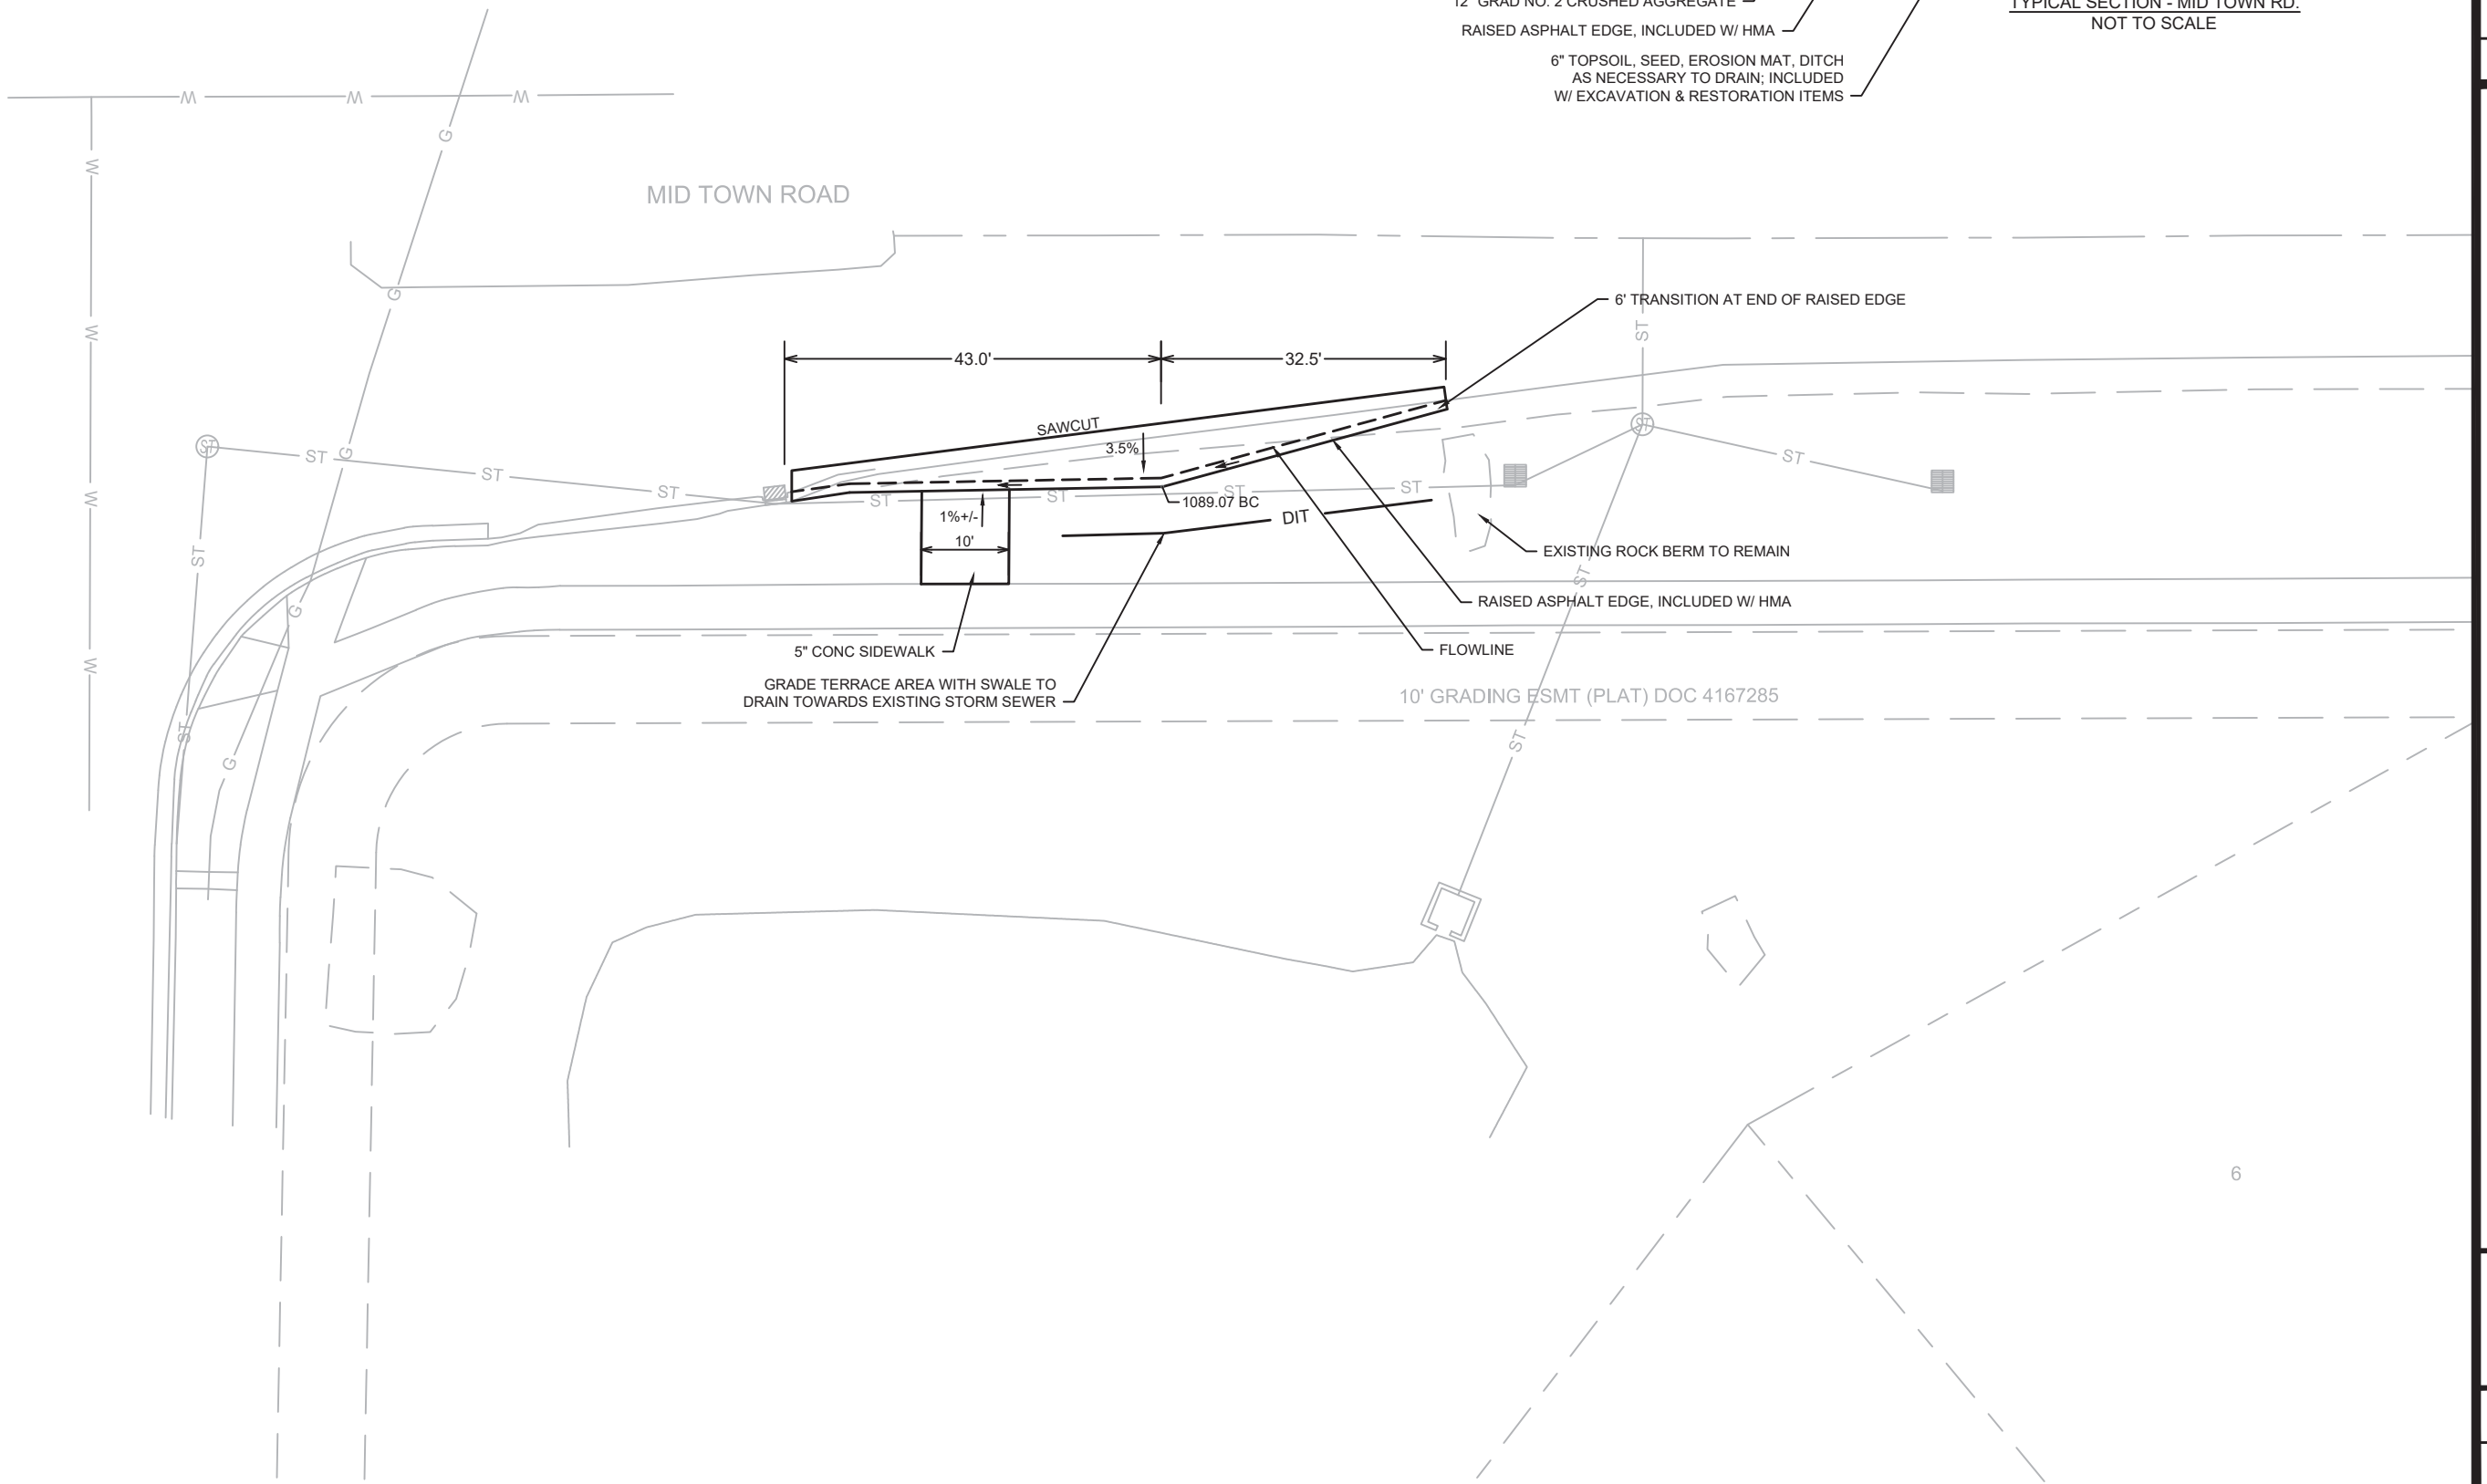 12" GRAD NO. 2 CRUSHED AGGREGATE
TYPICAL SECTION - MID TOWN RD.
NOT TO SCALE
RAISED ASPHALT EDGE, INCLUDED W/ HMA
6" TOPSOIL, SEED, EROSION MAT, DITCH
AS NECESSARY TO DRAIN; INCLUDED
W/ EXCAVATION & RESTORATION ITEMS
W W W
G
W
MID TOWN ROAD
G
6' TRANSITION AT END OF RAISED EDGE
W
ST
43.0' 32.5'
SAWCUT
3.5%
ST
ST
ST
G
ST
ST
ST
W
ST
ST
ST
ST
1089.07 BC
1%+/-
DIT
10'
ST
EXISTING ROCK BERM TO REMAIN
ST
G
RAISED ASPHALT EDGE, INCLUDED W/ HMA
W
5" CONC SIDEWALK
FLOWLINE
GRADE TERRACE AREA WITH SWALE TO
DRAIN TOWARDS EXISTING STORM SEWER
10' GRADING ESMT (PLAT) DOC 4167285
ST
G
ST
6